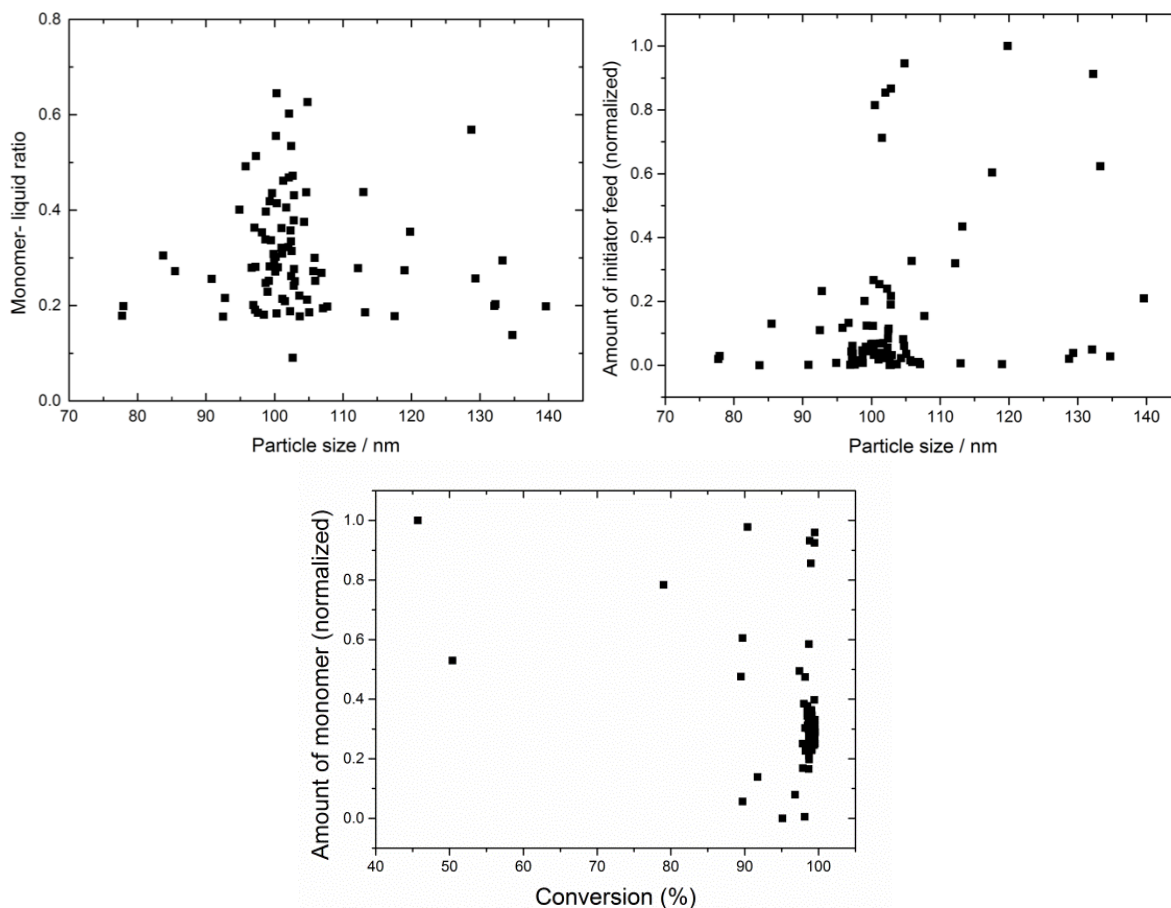 0.8
0.6
0.4
0.2
0.0
70 80 90 100 110 120 130 140
Monomer- liquid ratio
Particle size / nm
1.0
0.8
0.6
0.4
0.2
0.0
70 80 90 100 110 120 130 140
Amount of initiator feed (normalized)
Particle size / nm
1.0
0.8
0.6
0.4
0.2
0.0
40 50 60 70 80 90 100
Amount of monomer (normalized)
Conversion (%)